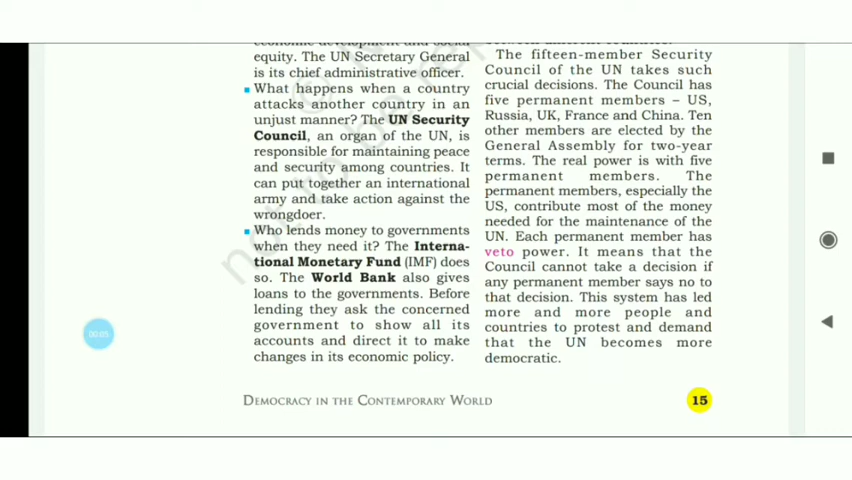 economic development and social
equity. The UN Secretary General
is its chief administrative officer.
What happens when a country
attacks another country in an
unjust manner? The UN Security
Council, an organ of the UN, is
responsible for maintaining peace
and security among countries. It
can put together an international
army and take action against the
wrongdoer.
Who lends money to governments
when they need it? The Interna-
tional Monetary Fund (IMF) does
so. The World Bank also gives
loans to the governments. Before
lending they ask the concerned
government to show all its
accounts and direct it to make
changes in its economic policy.
The fifteen-member Security
Council of the UN takes such
crucial decisions. The Council has
five permanent members – US,
Russia, UK, France and China. Ten
other members are elected by the
General Assembly for two-year
terms. The real power is with five
permanent members. The
permanent members, especially the
US, contribute most of the money
needed for the maintenance of the
UN. Each permanent member has
veto power. It means that the
Council cannot take a decision if
any permanent member says no to
that decision. This system has led
more and more people and
countries to protest and demand
that the UN becomes more
democratic.
Democracy in the Contemporary World
15
00:05
not to be